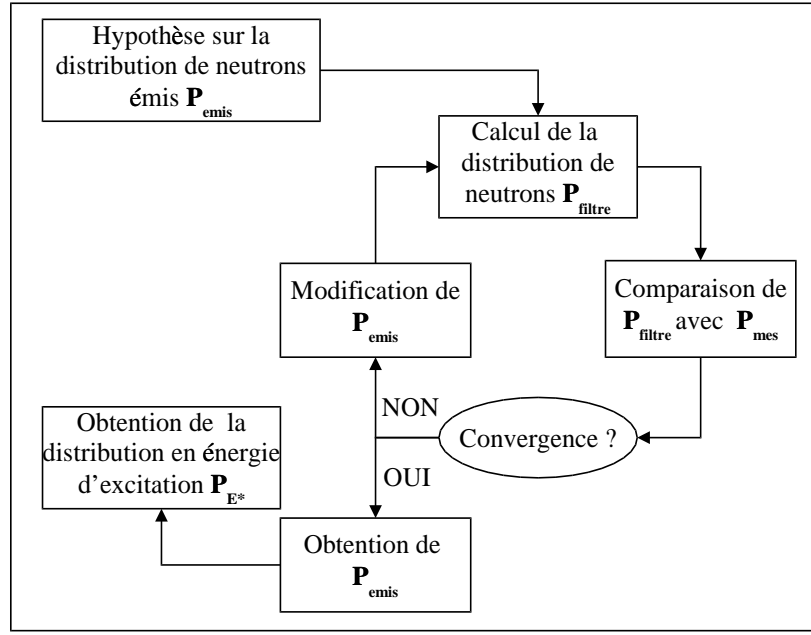 Hypothèse sur la
distribution de neutrons
émis P_emis
Calcul de la
distribution de
neutrons P_filtre
Modification de
P_emis
Comparaison de
P_filtre avec P_mes
NON
Convergence ?
OUI
Obtention de la
distribution en énergie
d’excitation P_E*
Obtention de
P_emis